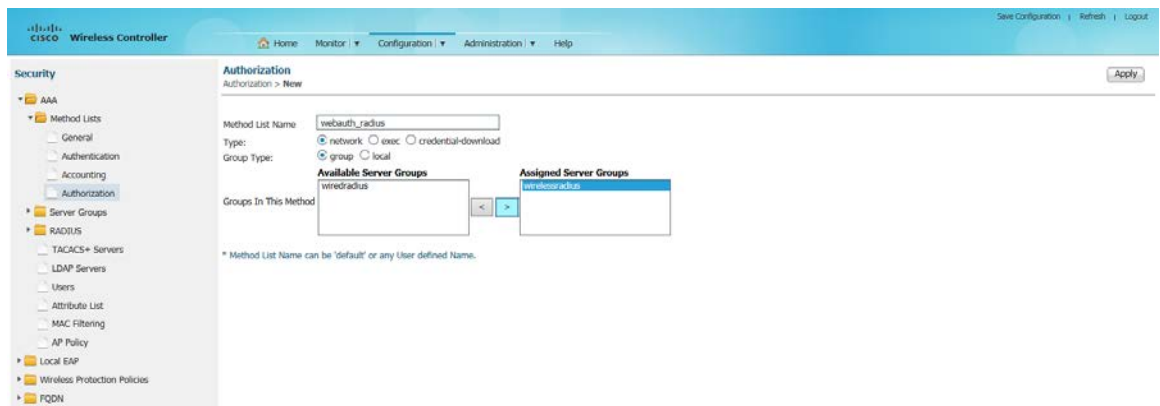 Save Configuration | Refresh | Logout
CISCO Wireless Controller
Home Monitor Configuration Administration Help
Security
AAA
Method Lists
General
Authentication
Accounting
Authorization
Server Groups
RADIUS
TACACS+ Servers
LDAP Servers
Users
Attribute List
MAC Filtering
AP Policy
Local EAP
Wireless Protection Policies
FQDN
Authorization
Authorization > New
Apply
Method List Name webauth_radius
Type: network exec credential-download
Group Type: group local
Available Server Groups Assigned Server Groups
wiredradius wirelessradius
Groups In This Method < >
* Method List Name can be 'default' or any User defined Name.